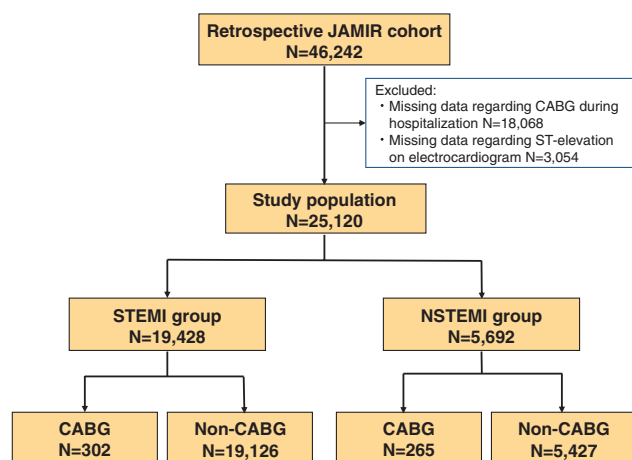 Retrospective JAMIR cohort
N=46,242
Excluded:
・Missing data regarding CABG during
hospitalization N=18,068
・Missing data regarding ST-elevation
on electrocardiogram N=3,054
Study population
N=25,120
STEMI group
N=19,428
NSTEMI group
N=5,692
CABG
N=302
Non-CABG
N=19,126
CABG
N=265
Non-CABG
N=5,427